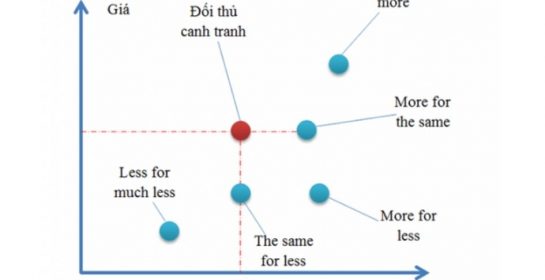 Giá
Đối thủ
canh tranh
more
More for
the same
Less for
much less
More for
less
The same
for less